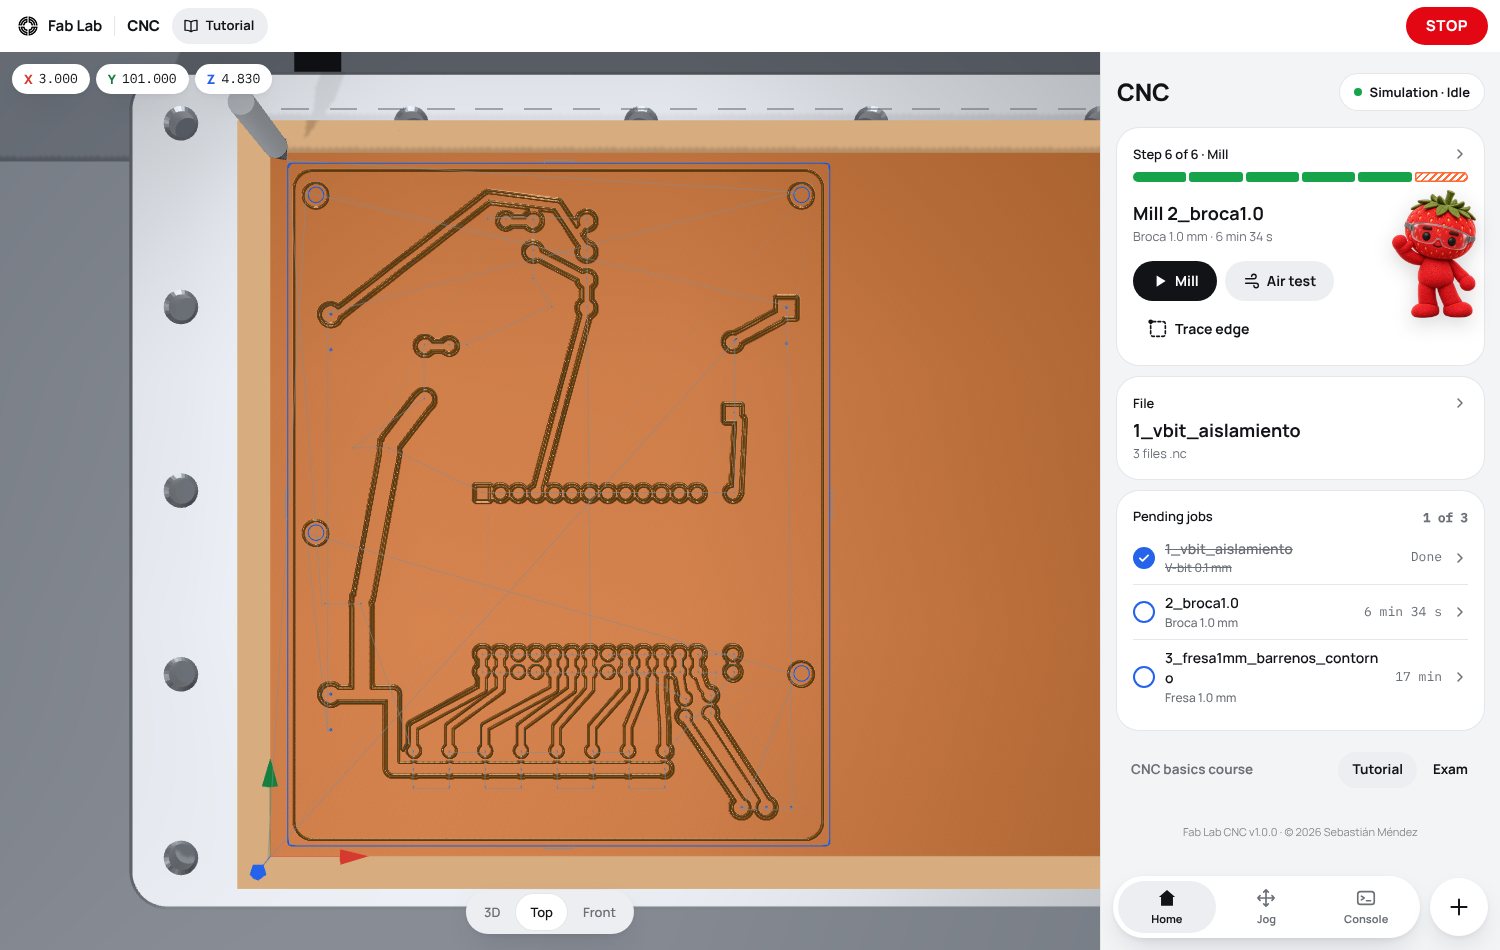 Fab Lab
CNC
Tutorial
STOP
X 3.000
Y 101.000
Z 4.830
CNC
Simulation · Idle
Step 6 of 6 · Mill
Mill 2_broca1.0
Broca 1.0 mm · 6 min 34 s
Mill
Air test
Trace edge
File
1_vbit_aislamiento
3 files .nc
Pending jobs
1 of 3
1_vbit_aislamiento
Done
V-bit 0.1 mm
2_broca1.0
6 min 34 s
Broca 1.0 mm
3_fresa1mm_barrenos_contorn
o
17 min
Fresa 1.0 mm
CNC basics course
Tutorial
Exam
Fab Lab CNC v1.0.0 · © 2026 Sebastián Méndez
3D
Top
Front
Home
Jog
Console